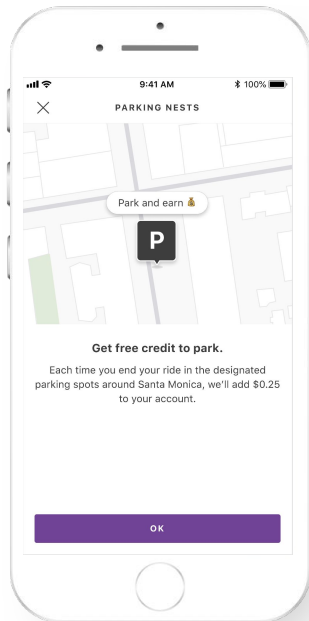 9:41 AM
100%
PARKING NESTS
Park and earn 💰
P
Get free credit to park.
Each time you end your ride in the designated
parking spots around Santa Monica, we'll add $0.25
to your account.
OK